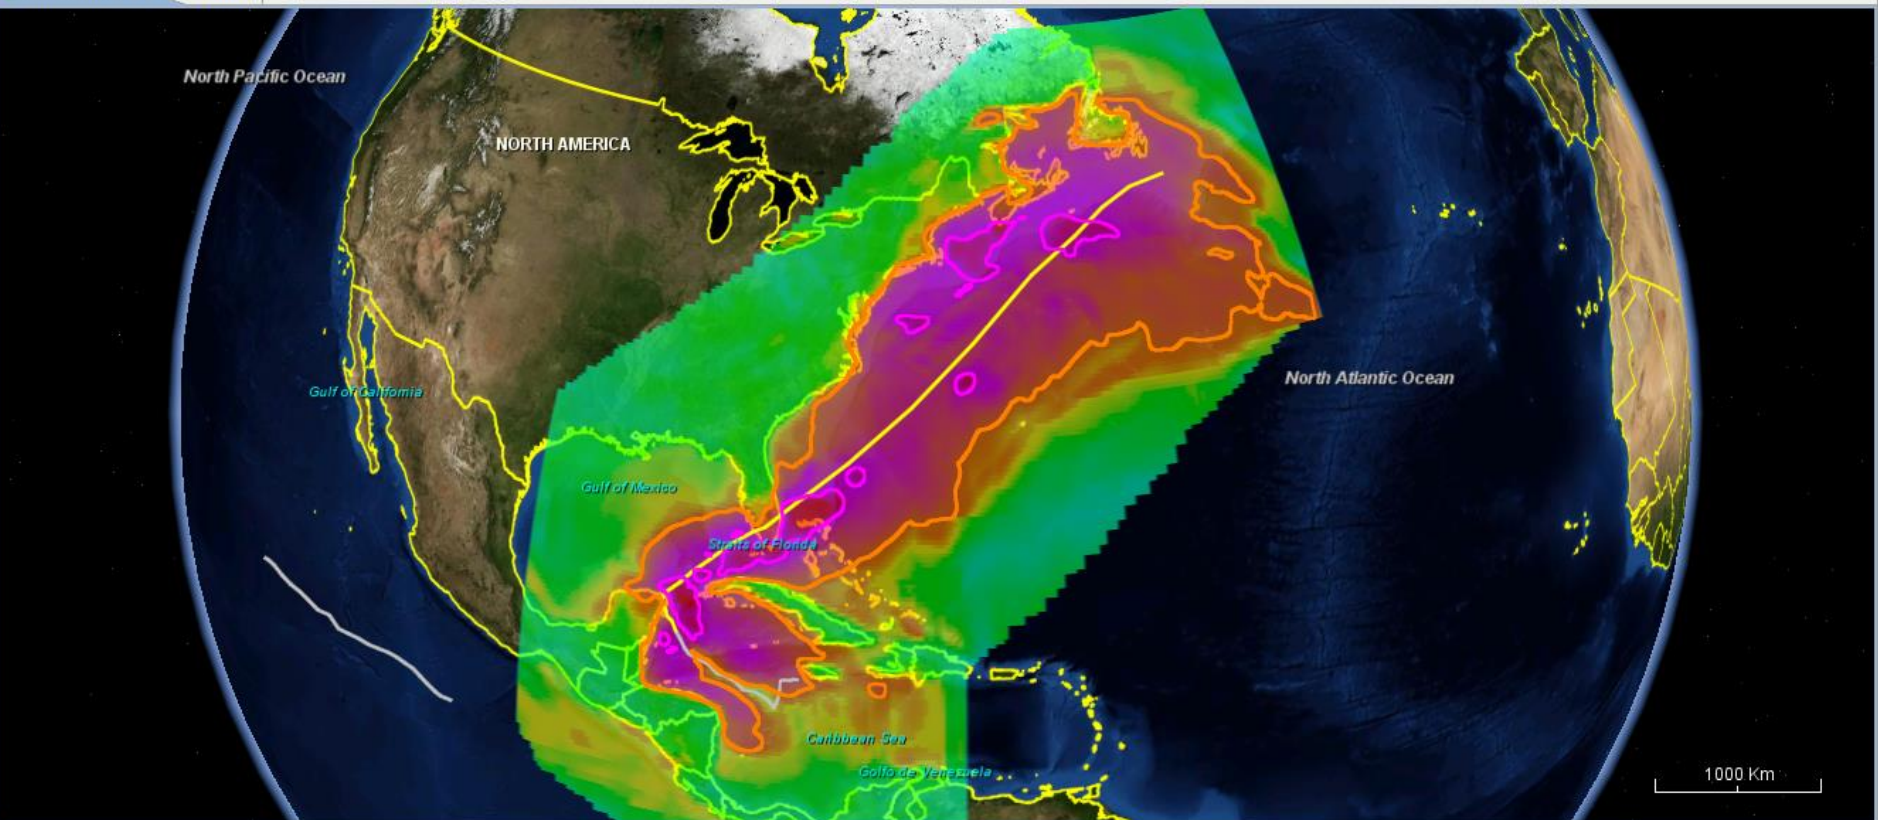 North Pacific Ocean
NORTH AMERICA
North Atlantic Ocean
Gulf of California
Gulf of Mexico
Straits of Florida
Caribbean Sea
Golfo de Venezuela
1000 Km